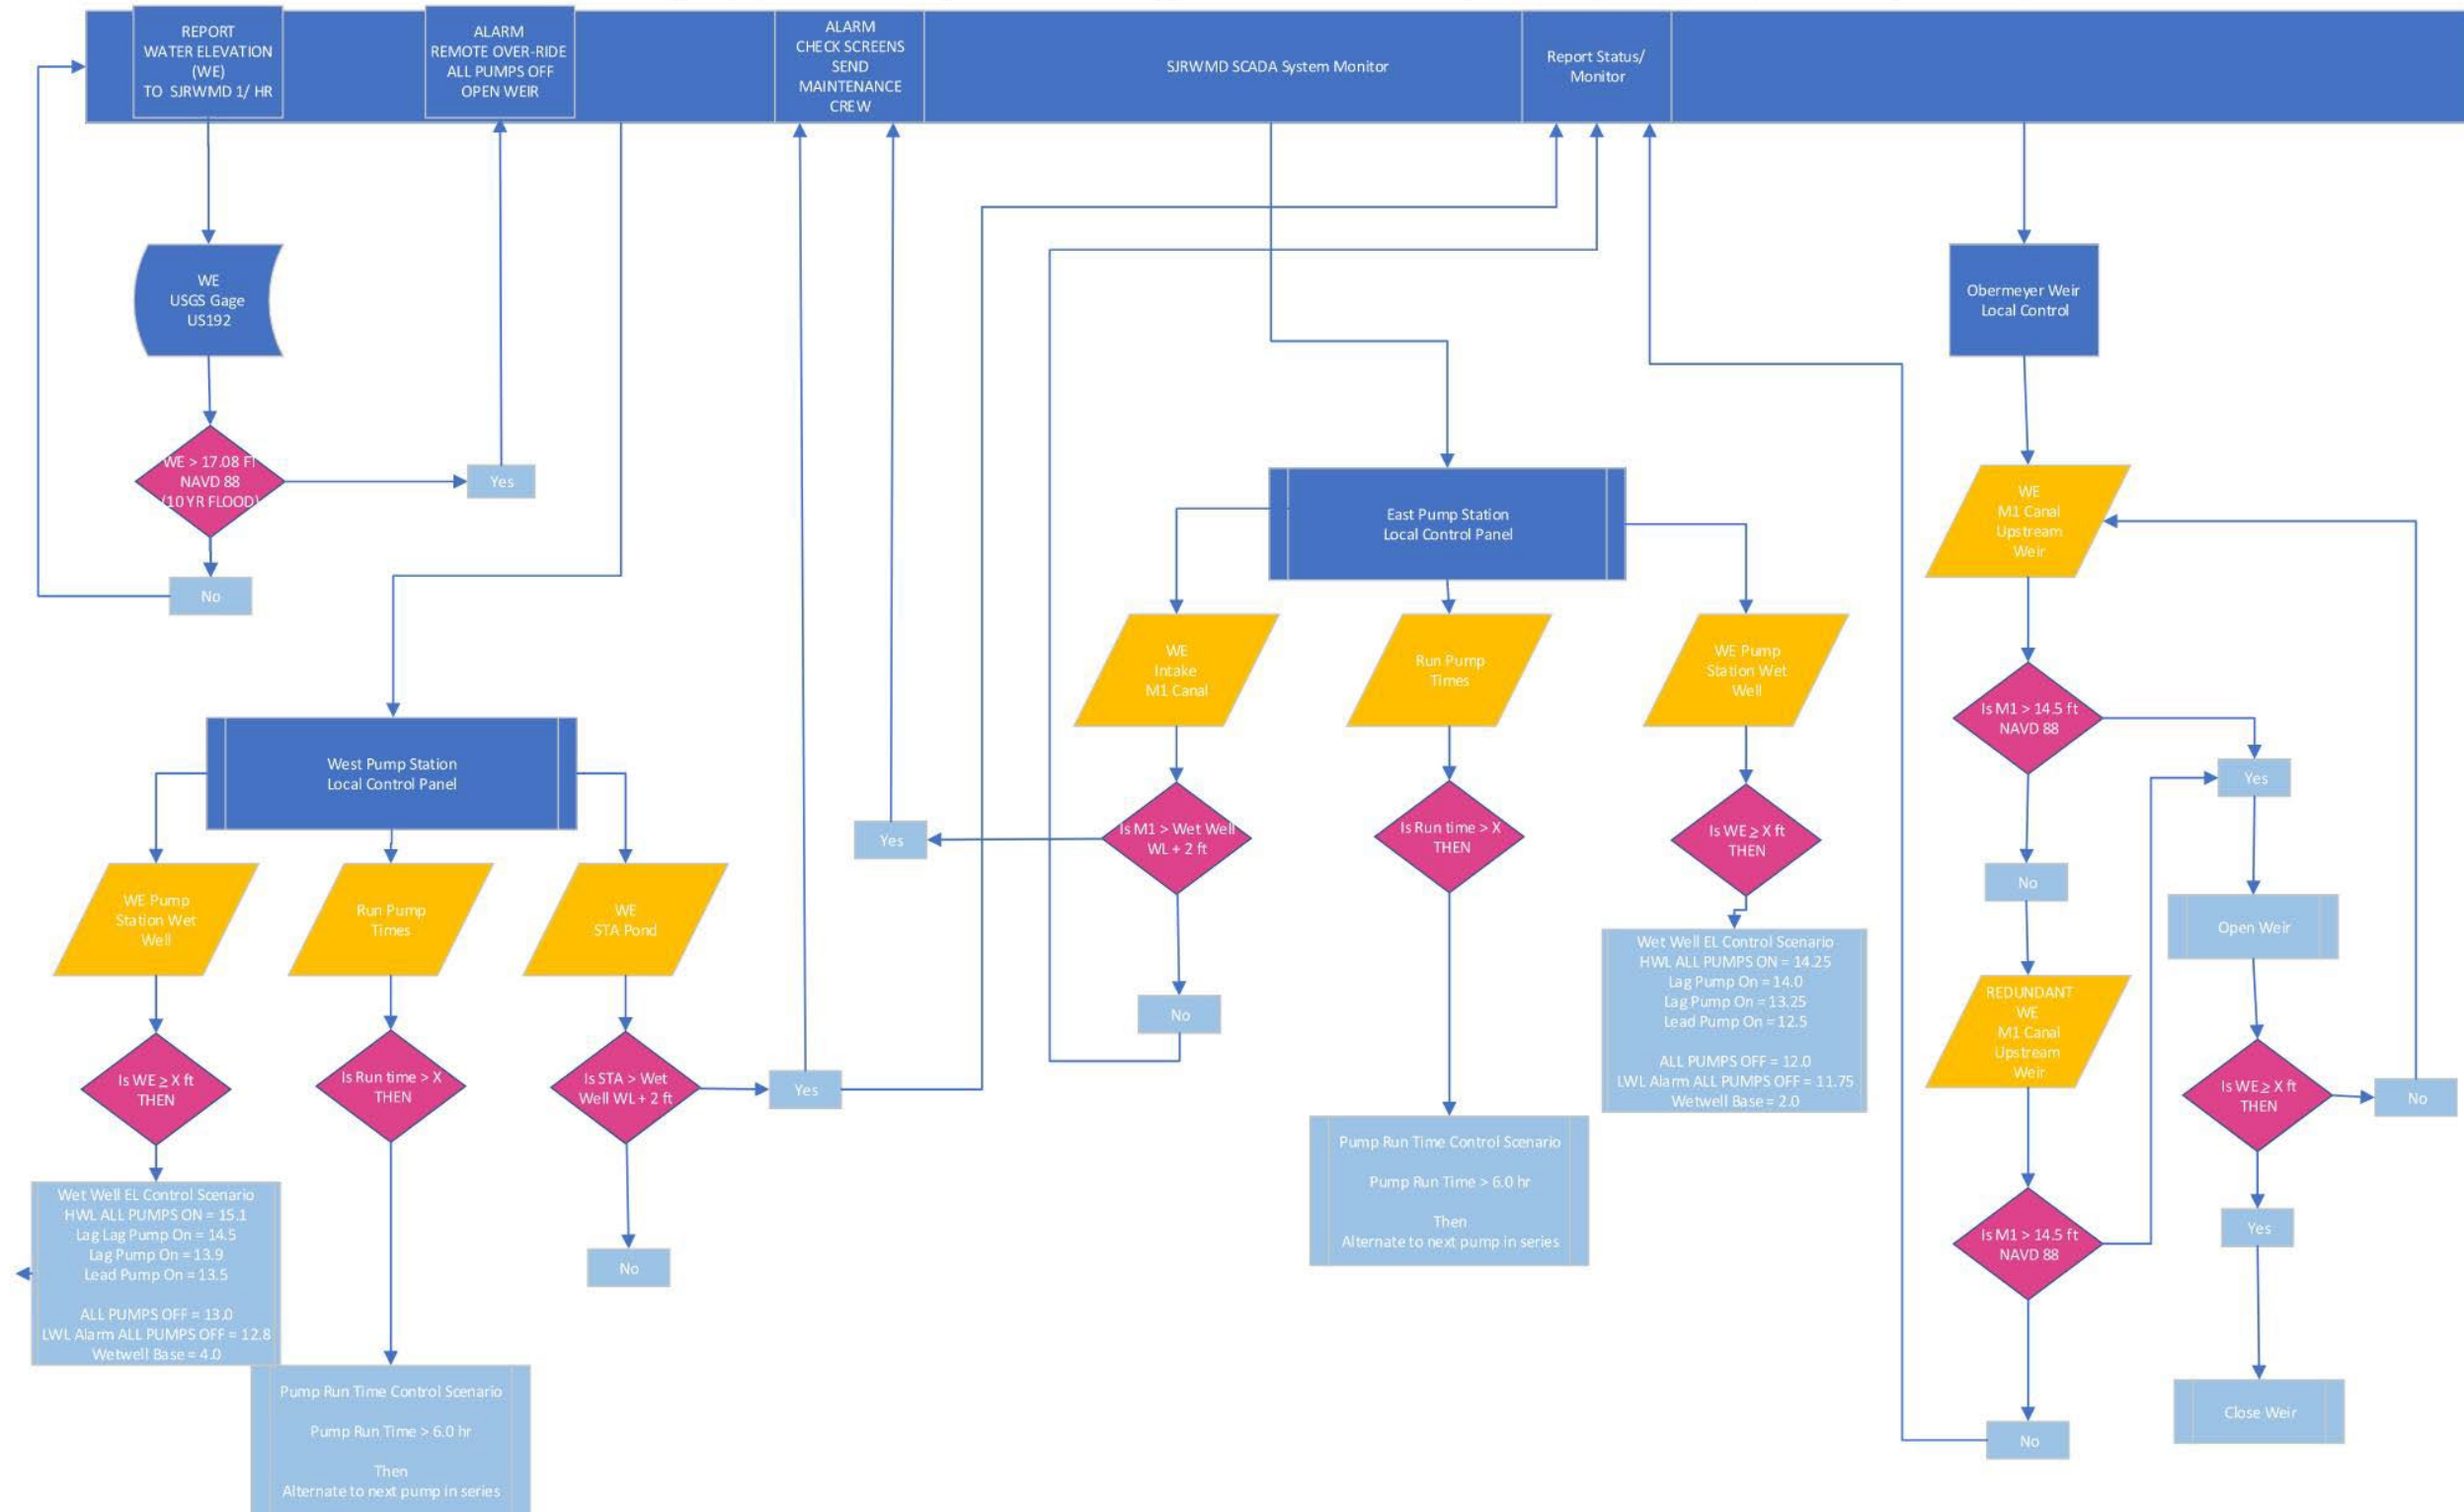 REPORT
WATER ELEVATION
(WE)
TO SJRWMD 1/ HR
ALARM
REMOTE OVER-RIDE
ALL PUMPS OFF
OPEN WEIR
ALARM
CHECK SCREENS
SEND
MAINTENANCE
CREW
SJRWMD SCADA System Monitor
Report Status/
Monitor
WE
USGS Gage
US192
WE > 17.08 FT
NAVD 88
(10 YR FLOOD)
Yes
No
West Pump Station
Local Control Panel
WE Pump
Station Wet
Well
Run Pump
Times
WE
STA Pond
Is WE ≥ X ft
THEN
Is Run time > X
THEN
Is STA > Wet
Well WL + 2 ft
Yes
No
Wet Well EL Control Scenario
HWL ALL PUMPS ON = 15.1
Lag Lag Pump On = 14.5
Lag Pump On = 13.9
Lead Pump On = 13.5
ALL PUMPS OFF = 13.0
LWL Alarm ALL PUMPS OFF = 12.8
Wetwell Base = 4.0
Pump Run Time Control Scenario
Pump Run Time > 6.0 hr
Then
Alternate to next pump in series
East Pump Station
Local Control Panel
WE
Intake
M1 Canal
Run Pump
Times
WE Pump
Station Wet
Well
Is M1 > Wet Well
WL + 2 ft
Yes
No
Is Run time > X
THEN
Is WE ≥ X ft
THEN
Pump Run Time Control Scenario
Pump Run Time > 6.0 hr
Then
Alternate to next pump in series
Wet Well EL Control Scenario
HWL ALL PUMPS ON = 14.25
Lag Pump On = 14.0
Lag Pump On = 13.25
Lead Pump On = 12.5
ALL PUMPS OFF = 12.0
LWL Alarm ALL PUMPS OFF = 11.75
Wetwell Base = 2.0
Obermeyer Weir
Local Control
WE
M1 Canal
Upstream
Weir
Is M1 > 14.5 ft
NAVD 88
Yes
No
Open Weir
REDUNDANT
WE
M1 Canal
Upstream
Weir
Is WE ≥ X ft
THEN
No
Yes
Is M1 > 14.5 ft
NAVD 88
Close Weir
No